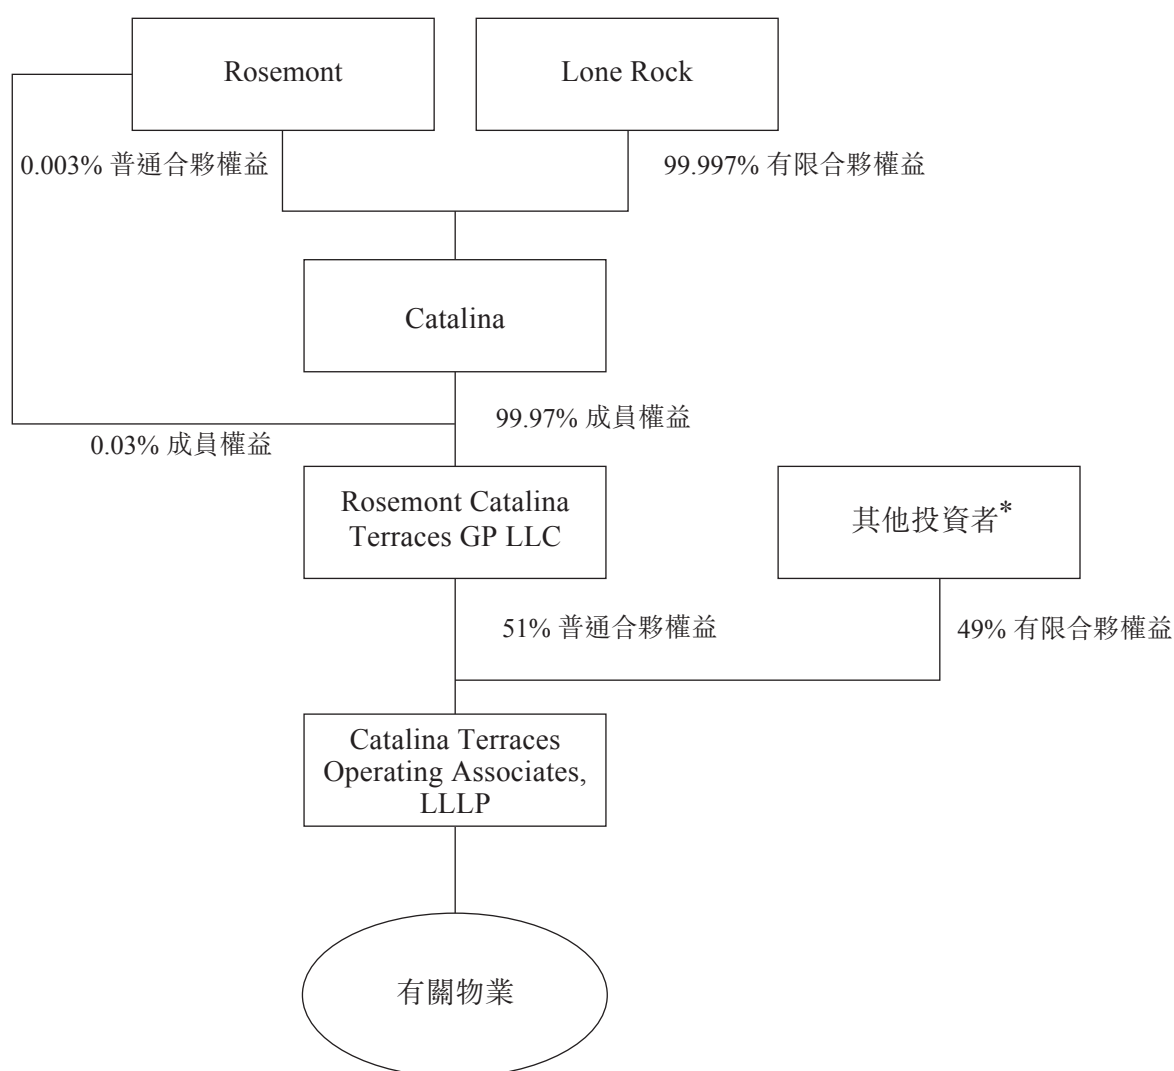 Rosemont
Lone Rock
0.003% 普通合夥權益
99.997% 有限合夥權益
Catalina
99.97% 成員權益
0.03% 成員權益
Rosemont Catalina
Terraces GP LLC
其他投資者*
51% 普通合夥權益
49% 有限合夥權益
Catalina Terraces
Operating Associates,
LLLP
有關物業